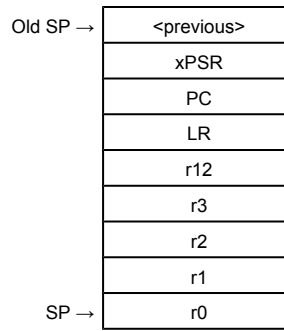 Old SP → <previous>
xPSR
PC
LR
r12
r3
r2
r1
SP → r0